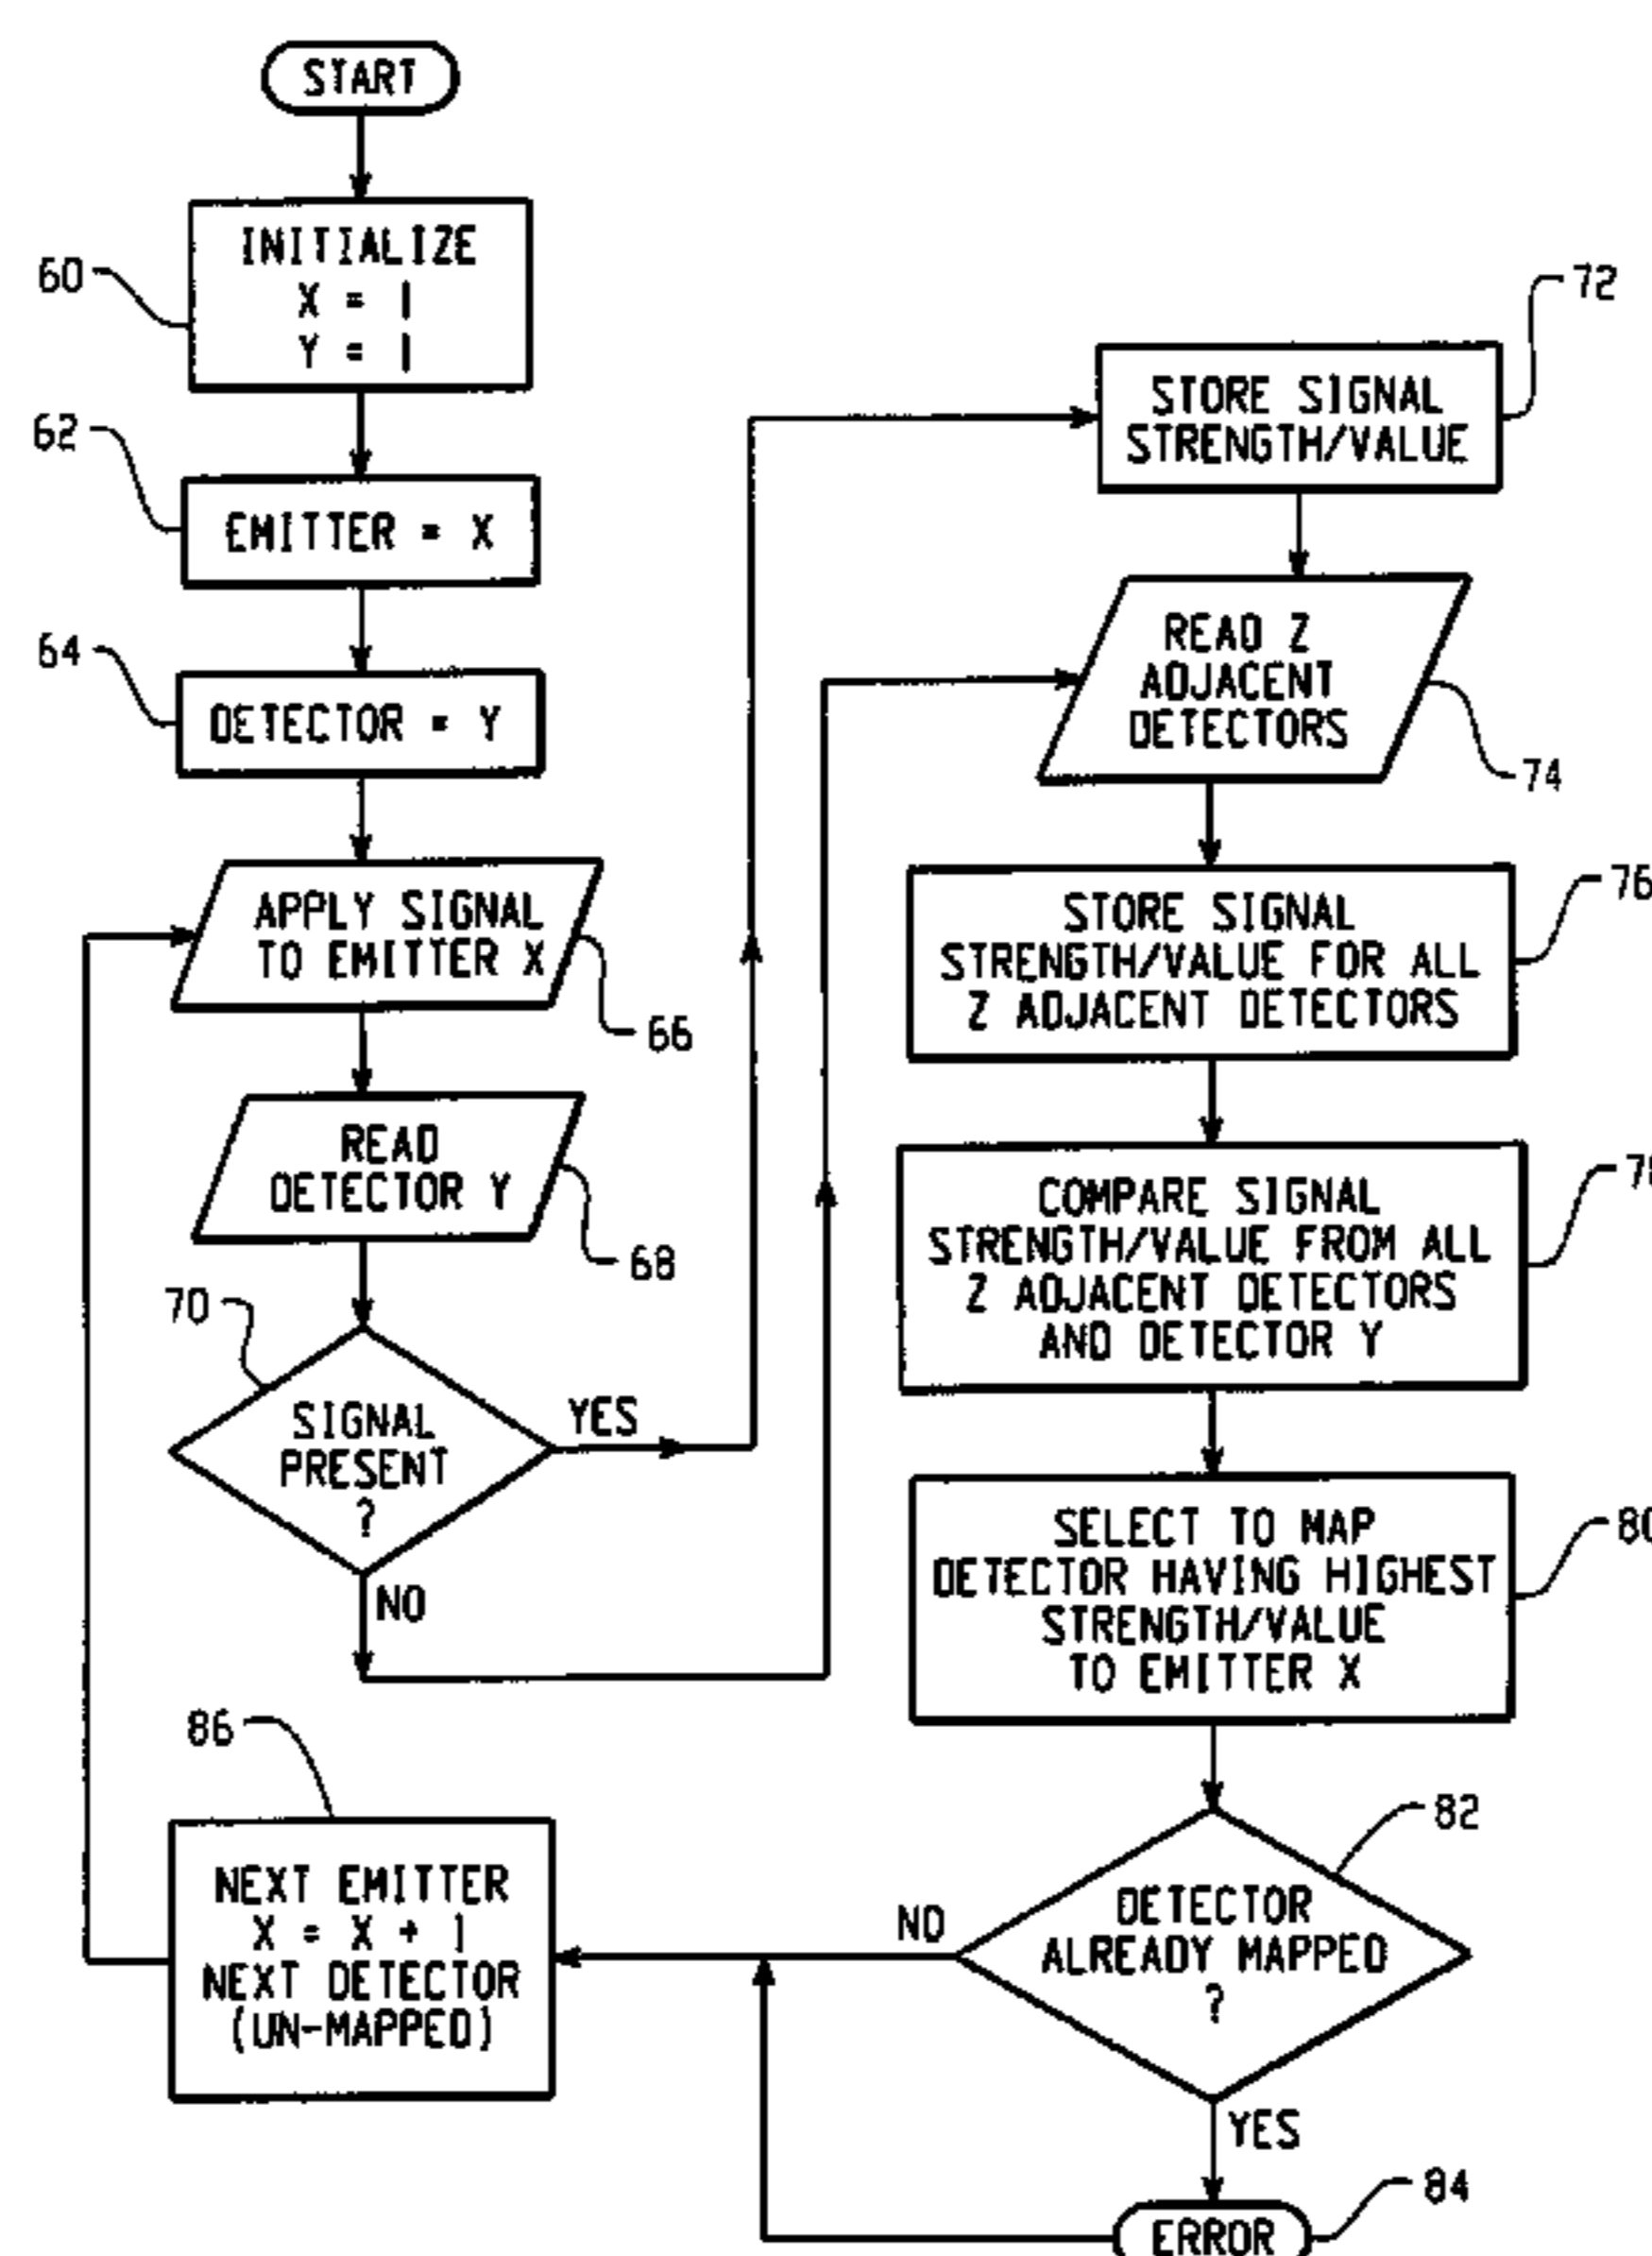 START
INITIALIZE
X = 1
Y = 1
60
62
EMITTER = X
64
DETECTOR = Y
APPLY SIGNAL
TO EMITTER X
66
READ
DETECTOR Y
68
70
SIGNAL
PRESENT
?
YES
NO
72
STORE SIGNAL
STRENGTH/VALUE
READ Z
ADJACENT
DETECTORS
74
76
STORE SIGNAL
STRENGTH/VALUE FOR ALL
Z ADJACENT DETECTORS
COMPARE SIGNAL
STRENGTH/VALUE FROM ALL
Z ADJACENT DETECTORS
AND DETECTOR Y
SELECT TO MAP
DETECTOR HAVING HIGHEST
STRENGTH/VALUE
TO EMITTER X
80
82
DETECTOR
ALREADY MAPPED
?
NO
YES
84
ERROR
86
NEXT EMITTER
X = X + 1
NEXT DETECTOR
(UN-MAPPED)